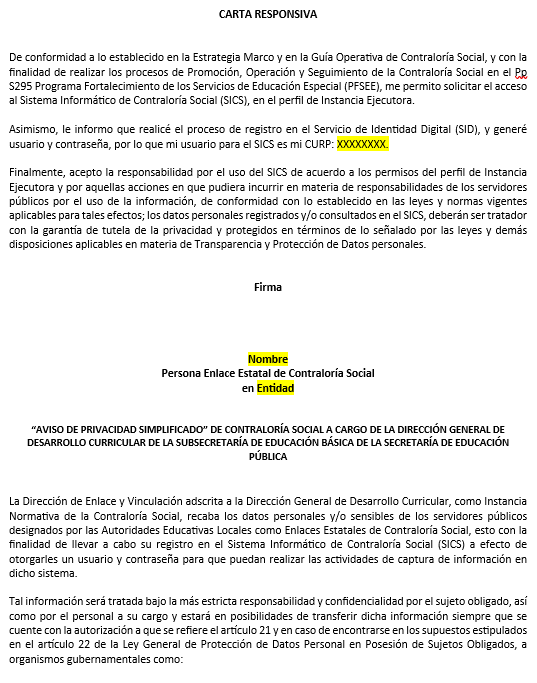 CARTA RESPONSIVA
De conformidad a lo establecido en la Estrategia Marco y en la Guía Operativa de Contraloría Social, y con la
finalidad de realizar los procesos de Promoción, Operación y Seguimiento de la Contraloría Social en el Pp
S295 Programa Fortalecimiento de los Servicios de Educación Especial (PFSEE), me permito solicitar el acceso
al Sistema Informático de Contraloría Social (SICS), en el perfil de Instancia Ejecutora.
Asimismo, le informo que realicé el proceso de registro en el Servicio de Identidad Digital (SID), y generé
usuario y contraseña, por lo que mi usuario para el SICS es mi CURP: XXXXXXXX.
Finalmente, acepto la responsabilidad por el uso del SICS de acuerdo a los permisos del perfil de Instancia
Ejecutora y por aquellas acciones en que pudiera incurrir en materia de responsabilidades de los servidores
públicos por el uso de la información, de conformidad con lo establecido en las leyes y normas vigentes
aplicables para tales efectos; los datos personales registrados y/o consultados en el SICS, deberán ser tratador
con la garantía de tutela de la privacidad y protegidos en términos de lo señalado por las leyes y demás
disposiciones aplicables en materia de Transparencia y Protección de Datos personales.
Firma
Nombre
Persona Enlace Estatal de Contraloría Social
en Entidad
“AVISO DE PRIVACIDAD SIMPLIFICADO” DE CONTRALORÍA SOCIAL A CARGO DE LA DIRECCIÓN GENERAL DE
DESARROLLO CURRICULAR DE LA SUBSECRETARÍA DE EDUCACIÓN BÁSICA DE LA SECRETARÍA DE EDUCACIÓN
PÚBLICA
La Dirección de Enlace y Vinculación adscrita a la Dirección General de Desarrollo Curricular, como Instancia
Normativa de la Contraloría Social, recaba los datos personales y/o sensibles de los servidores públicos
designados por las Autoridades Educativas Locales como Enlaces Estatales de Contraloría Social, esto con la
finalidad de llevar a cabo su registro en el Sistema Informático de Contraloría Social (SICS) a efecto de
otorgarles un usuario y contraseña para que puedan realizar las actividades de captura de información en
dicho sistema.
Tal información será tratada bajo la más estricta responsabilidad y confidencialidad por el sujeto obligado, así
como por el personal a su cargo y estará en posibilidades de transferir dicha información siempre que se
cuente con la autorización a que se refiere el artículo 21 y en caso de encontrarse en los supuestos estipulados
en el artículo 22 de la Ley General de Protección de Datos Personal en Posesión de Sujetos Obligados, a
organismos gubernamentales como: